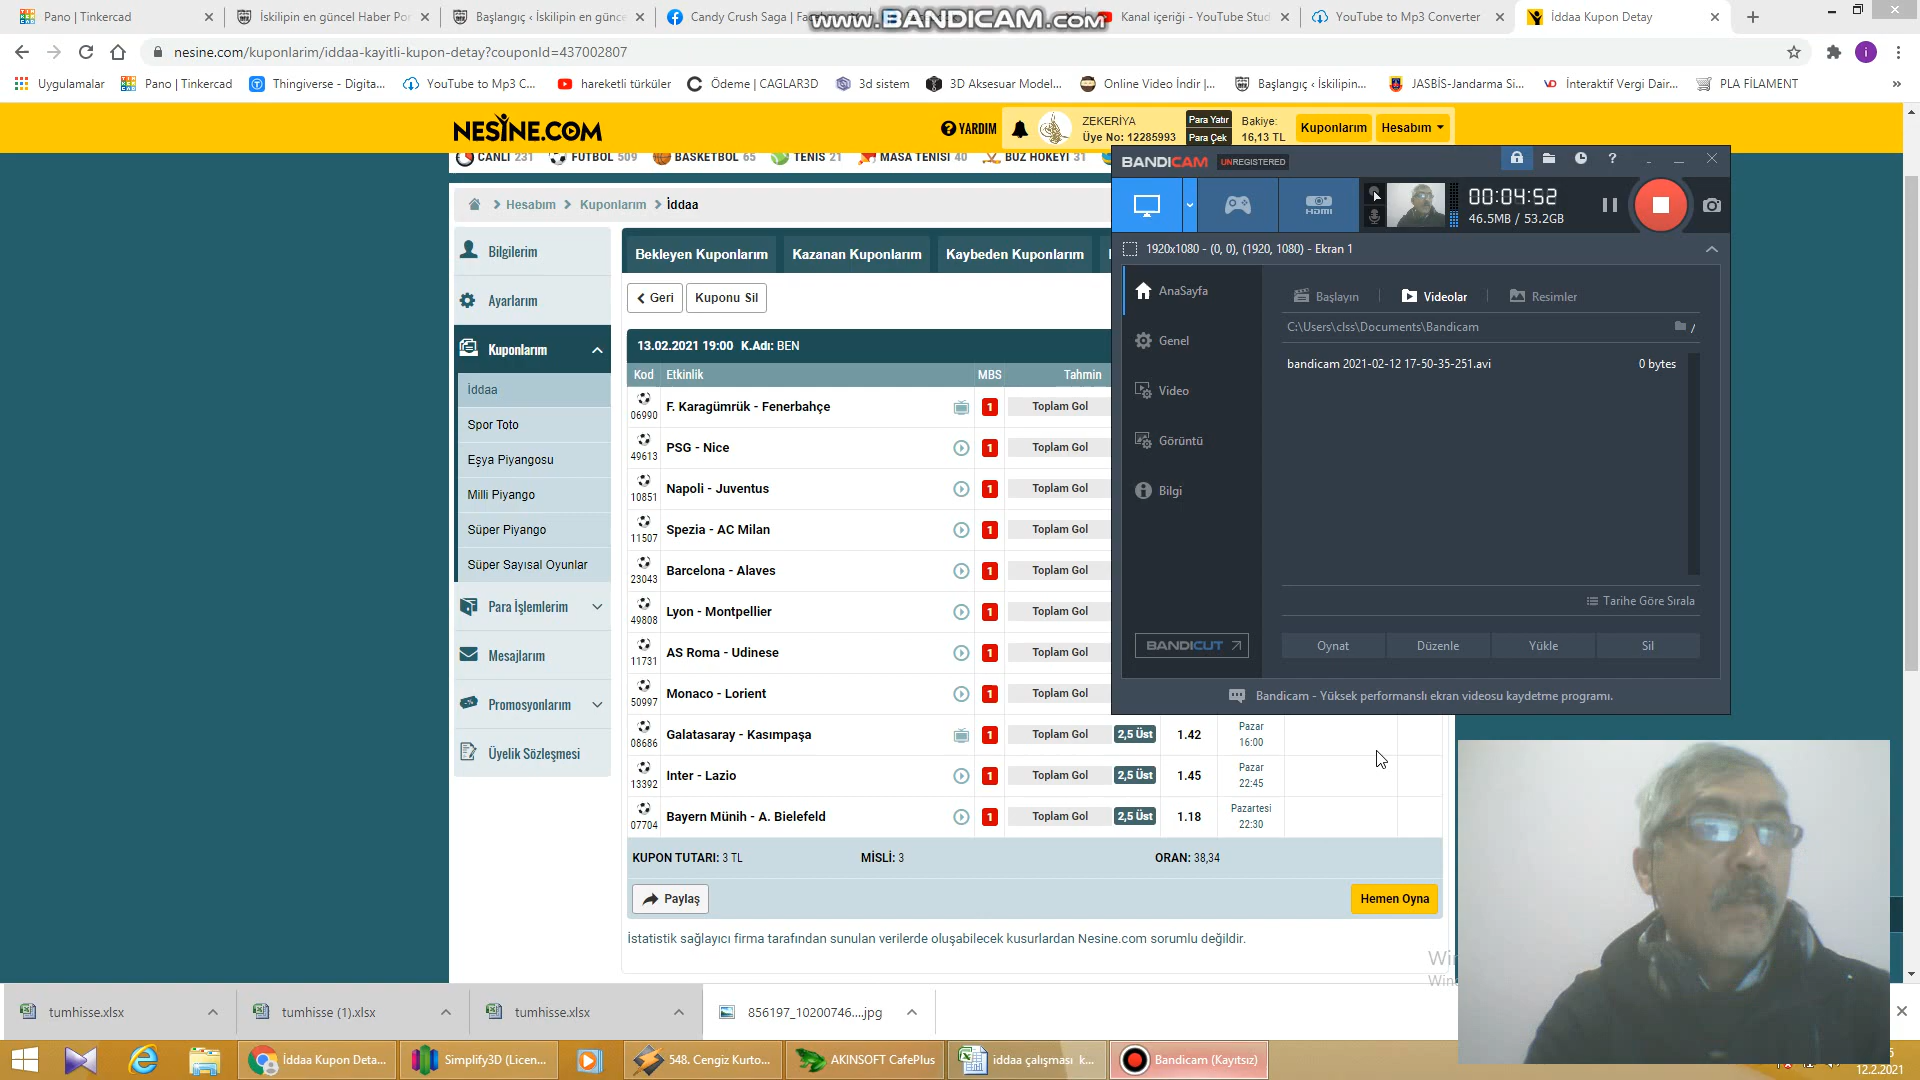 Pano | Tinkercad
İskilipin en güncel Haber Por
Başlangıç ‹ İskilipin en günce
Candy Crush Saga | Fac
www.BANDICAM.com
Kanal içeriği - YouTube Stud
YouTube to Mp3 Converter
İddaa Kupon Detay
nesine.com/kuponlarim/iddaa-kayitli-kupon-detay?couponId=437002807
i
Uygulamalar
Pano | Tinkercad
Thingiverse - Digita...
YouTube to Mp3 C...
hareketli türküler
Ödeme | CAGLAR3D
3d sistem
3D Aksesuar Model...
Online Video İndir |...
Başlangıç ‹ İskilipin...
JASBİS-Jandarma Si...
İnteraktif Vergi Dair...
PLA FİLAMENT
»
NESİNE.COM
YARDIM
ZEKERİYA
Üye No: 12285993
Para Yatır
Para Çek
Bakiye:
16,13 TL
Kuponlarım
Hesabım
CANLI 231
FUTBOL 509
BASKETBOL 65
TENİS 21
MASA TENİSİ 40
BUZ HOKEYİ 31
Hesabım
Kuponlarım
İddaa
Bilgilerim
Ayarlarım
Kuponlarım
İddaa
Spor Toto
Eşya Piyangosu
Milli Piyango
Süper Piyango
Süper Sayısal Oyunlar
Para İşlemlerim
Mesajlarım
Promosyonlarım
Üyelik Sözleşmesi
Bekleyen Kuponlarım
Kazanan Kuponlarım
Kaybeden Kuponlarım
Geri
Kuponu Sil
13.02.2021 19:00 K.Adı: BEN
Kod Etkinlik MBS Tahmin
06990 F. Karagümrük - Fenerbahçe 1 Toplam Gol
49613 PSG - Nice 1 Toplam Gol
10851 Napoli - Juventus 1 Toplam Gol
11507 Spezia - AC Milan 1 Toplam Gol
23043 Barcelona - Alaves 1 Toplam Gol
49808 Lyon - Montpellier 1 Toplam Gol
11731 AS Roma - Udinese 1 Toplam Gol
50997 Monaco - Lorient 1 Toplam Gol
08686 Galatasaray - Kasımpaşa 1 Toplam Gol 2,5 Üst 1.42 Pazar 16:00
13392 Inter - Lazio 1 Toplam Gol 2,5 Üst 1.45 Pazar 22:45
07704 Bayern Münih - A. Bielefeld 1 Toplam Gol 2,5 Üst 1.18 Pazartesi 22:30
KUPON TUTARI: 3 TL MİSLİ: 3 ORAN: 38,34
Paylaş
Hemen Oyna
İstatistik sağlayıcı firma tarafından sunulan verilerde oluşabilecek kusurlardan Nesine.com sorumlu değildir.
BANDICAM UNREGISTERED
?
HDMI
00:04:52
46.5MB / 53.2GB
1920x1080 - (0, 0), (1920, 1080) - Ekran 1
AnaSayfa
Genel
Video
Görüntü
Bilgi
BANDICUT
Başlayın
Videolar
Resimler
C:\Users\clss\Documents\Bandicam
/
bandicam 2021-02-12 17-50-35-251.avi 0 bytes
Tarihe Göre Sırala
Oynat
Düzenle
Yükle
Sil
Bandicam - Yüksek performanslı ekran videosu kaydetme programı.
tumhisse.xlsx
tumhisse (1).xlsx
tumhisse.xlsx
856197_10200746....jpg
İddaa Kupon Deta...
Simplify3D (Licen...
548. Cengiz Kurto...
AKINSOFT CafePlus
iddaa çalışması k...
Bandicam (Kayıtsız)
12.2.2021